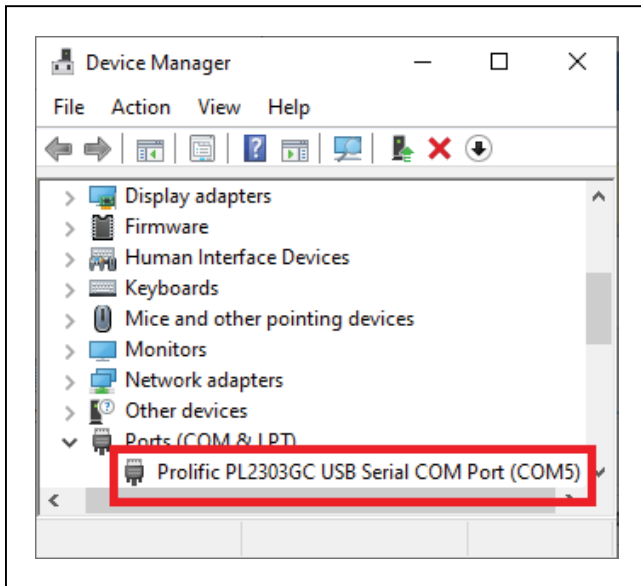 Device Manager
File Action View Help
Display adapters
Firmware
Human Interface Devices
Keyboards
Mice and other pointing devices
Monitors
Network adapters
Other devices
Ports (COM & LPT)
Prolific PL2303GC USB Serial COM Port (COM5)